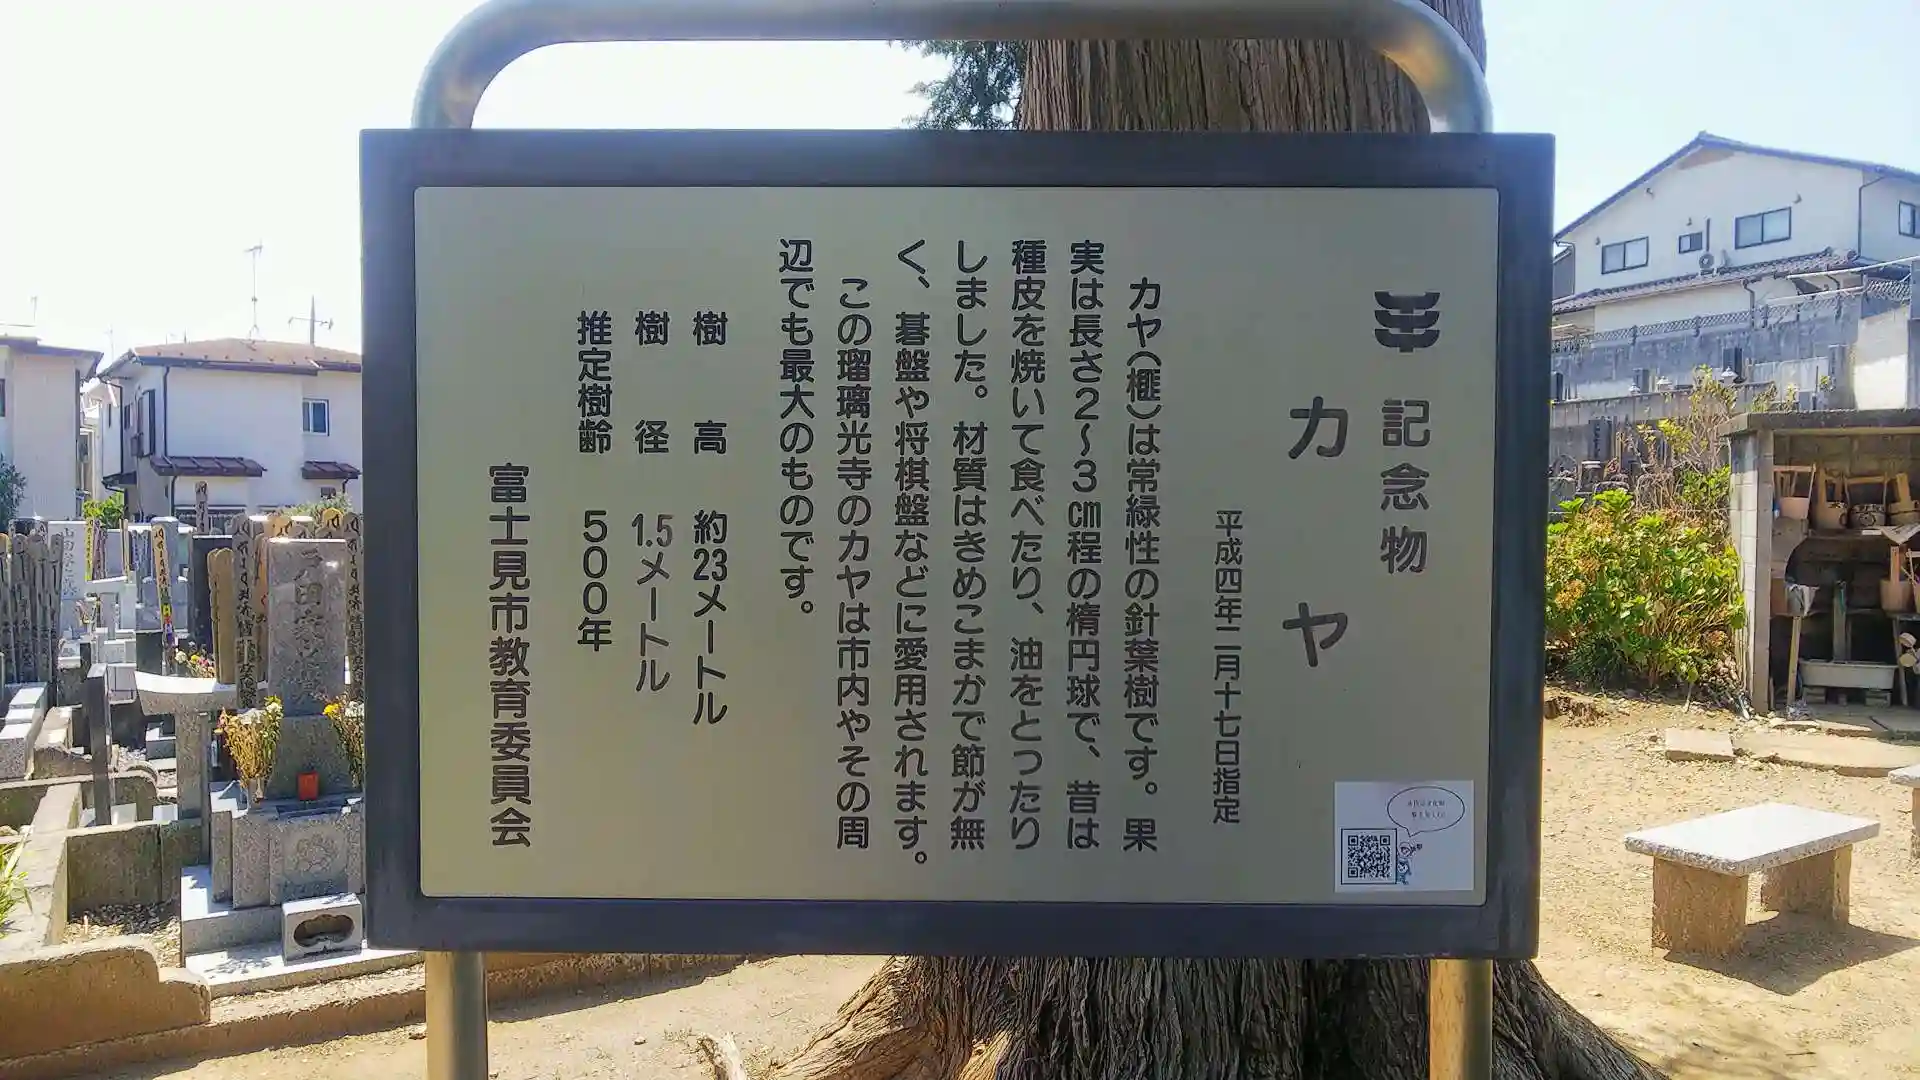 記念物
カヤ
平成四年二月十七日指定
カヤ(榧)は常緑性の針葉樹です。果
実は長さ2～3㎝程の楕円球で、昔は
種皮を焼いて食べたり、油をとつたり
しました。材質はきめこまかで節が無
く、碁盤や将棋盤などに愛用されます。
この瑠璃光寺のカヤは市内やその周
辺でも最大のものです。
樹高 約23メートル
樹径 1.5メートル
推定樹齢 500年
富士見市教育委員会